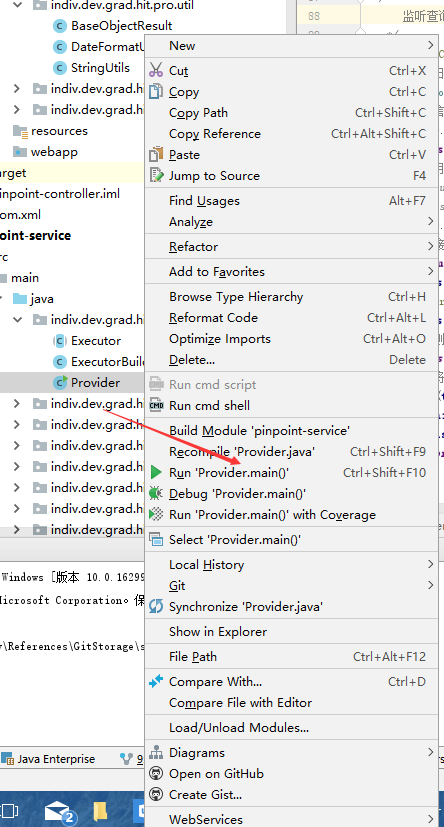 indiv.dev.grad.hit.pro.util
BaseObjectResult
DateFormatU
StringUtils
indiv.dev.grad.h
indiv.dev.grad.h
resources
webapp
arget
inpoint-controller.iml
om.xml
oint-service
rc
main
java
indiv.dev.grad.h
Executor
ExecutorBuil
Provider
indiv.dev.grad.h
indiv.dev.grad.h
indiv.dev.grad.h
indiv.dev.grad.h
indiv.dev.grad.h
indiv.dev.grad.h
88
监听查询
89
New
Cut Ctrl+X
Copy Ctrl+C
Copy Path Ctrl+Shift+C
Copy Reference Ctrl+Alt+Shift+C
Paste Ctrl+V
Jump to Source F4
Find Usages Alt+F7
Analyze
Refactor
Add to Favorites
Browse Type Hierarchy Ctrl+H
Reformat Code Ctrl+Alt+L
Optimize Imports Ctrl+Alt+O
Delete... Delete
Run cmd script
CMD Run cmd shell
Build Module 'pinpoint-service'
Recompile 'Provider.java' Ctrl+Shift+F9
Run 'Provider.main()' Ctrl+Shift+F10
Debug 'Provider.main()'
Run 'Provider.main()' with Coverage
Select 'Provider.main()'
Local History
Git
Synchronize 'Provider.java'
Show in Explorer
File Path Ctrl+Alt+F12
Compare With... Ctrl+D
Compare File with Editor
Load/Unload Modules...
Diagrams
Open on GitHub
Create Gist...
WebServices
Windows [版本 10.0.16299
Microsoft Corporation。保
y\References\GitStorage\s
Java Enterprise
9
2